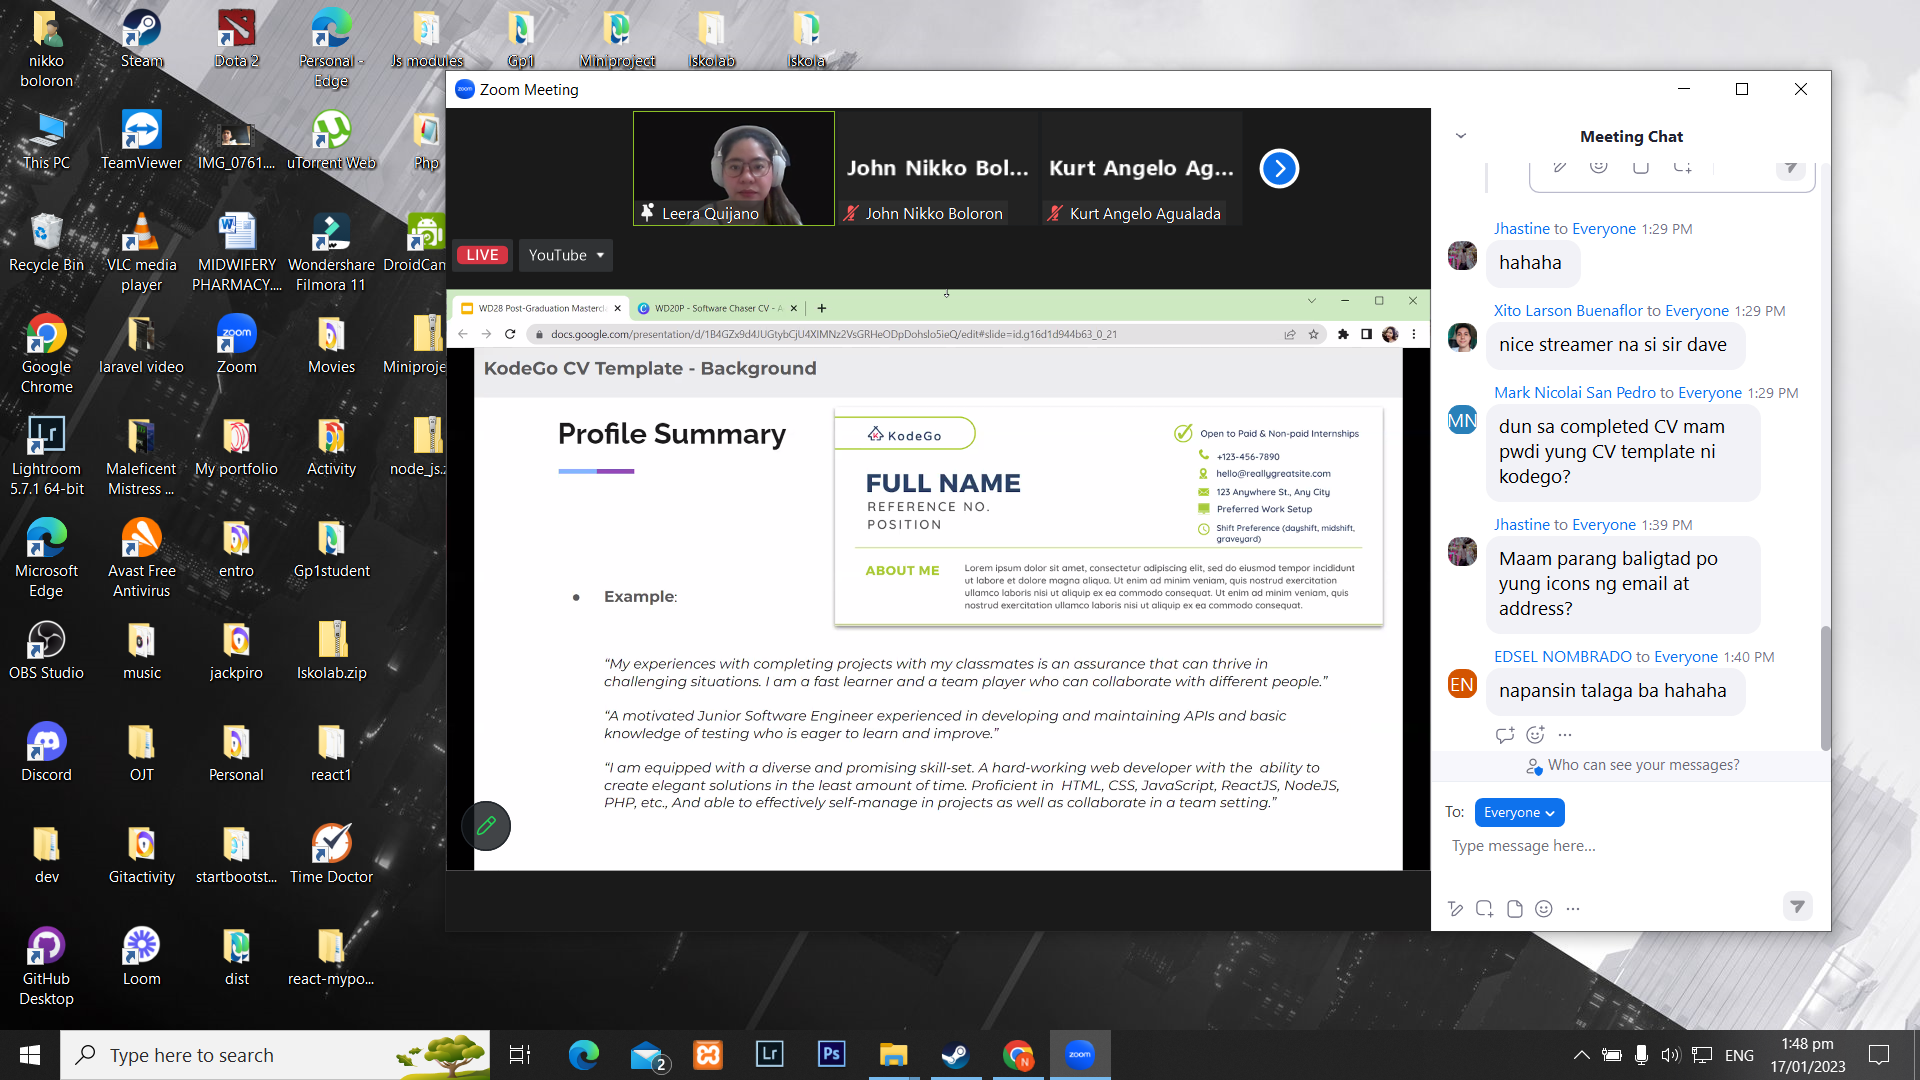 nikko
boloron
Steam
Dota 2
Personal -
Edge
Js modules
Gp1
Miniproject
Iskolab
Iskola
This PC
TeamViewer
IMG_0761....
uTorrent Web
Php
Recycle Bin
VLC media
player
MIDWIFERY
PHARMACY....
Wondershare
Filmora 11
DroidCan
Google
Chrome
laravel video
zoom
Zoom
Movies
Miniproje
Lr
Lightroom
5.7.1 64-bit
Maleficent
Mistress ...
My portfolio
Activity
node_js.z
Microsoft
Edge
Avast Free
Antivirus
entro
Gp1student
OBS Studio
music
jackpiro
Iskolab.zip
Discord
OJT
Personal
react1
dev
Gitactivity
startbootst...
Time Doctor
GitHub
Desktop
Loom
dist
react-mypo...
zoom
Zoom Meeting
Leera Quijano
John Nikko Bol...
John Nikko Boloron
Kurt Angelo Ag...
Kurt Angelo Agualada
LIVE
YouTube
WD28 Post-Graduation Mastercl
WD20P - Software Chaser CV - A
docs.google.com/presentation/d/1B4GZx9d4JUGtybCjU4XlMNz2VsGRHeODpDohslo5ieQ/edit#slide=id.g16d1d944b63_0_21
KodeGo CV Template - Background
Profile Summary
KodeGo
FULL NAME
REFERENCE NO.
POSITION
Open to Paid & Non-paid Internships
+123-456-7890
hello@reallygreatsite.com
123 Anywhere St., Any City
Preferred Work Setup
Shift Preference (dayshift, midshift,
graveyard)
ABOUT ME
Lorem ipsum dolor sit amet, consectetur adipiscing elit, sed do eiusmod tempor incididunt
ut labore et dolore magna aliqua. Ut enim ad minim veniam, quis nostrud exercitation
ullamco laboris nisi ut aliquip ex ea commodo consequat. Ut enim ad minim veniam, quis
nostrud exercitation ullamco laboris nisi ut aliquip ex ea commodo consequat.
● Example:
“My experiences with completing projects with my classmates is an assurance that can thrive in
challenging situations. I am a fast learner and a team player who can collaborate with different people.”
“A motivated Junior Software Engineer experienced in developing and maintaining APIs and basic
knowledge of testing who is eager to learn and improve.”
“I am equipped with a diverse and promising skill-set. A hard-working web developer with the ability to
create elegant solutions in the least amount of time. Proficient in HTML, CSS, JavaScript, ReactJS, NodeJS,
PHP, etc., And able to effectively self-manage in projects as well as collaborate in a team setting.”
Meeting Chat
Jhastine to Everyone 1:29 PM
hahaha
Xito Larson Buenaflor to Everyone 1:29 PM
nice streamer na si sir dave
Mark Nicolai San Pedro to Everyone 1:29 PM
MN
dun sa completed CV mam
pwdi yung CV template ni
kodego?
Jhastine to Everyone 1:39 PM
Maam parang baligtad po
yung icons ng email at
address?
EDSEL NOMBRADO to Everyone 1:40 PM
EN
napansin talaga ba hahaha
Who can see your messages?
To: Everyone
Type message here...
Type here to search
2
Lr
Ps
N
zoom
ENG
1:48 pm
17/01/2023